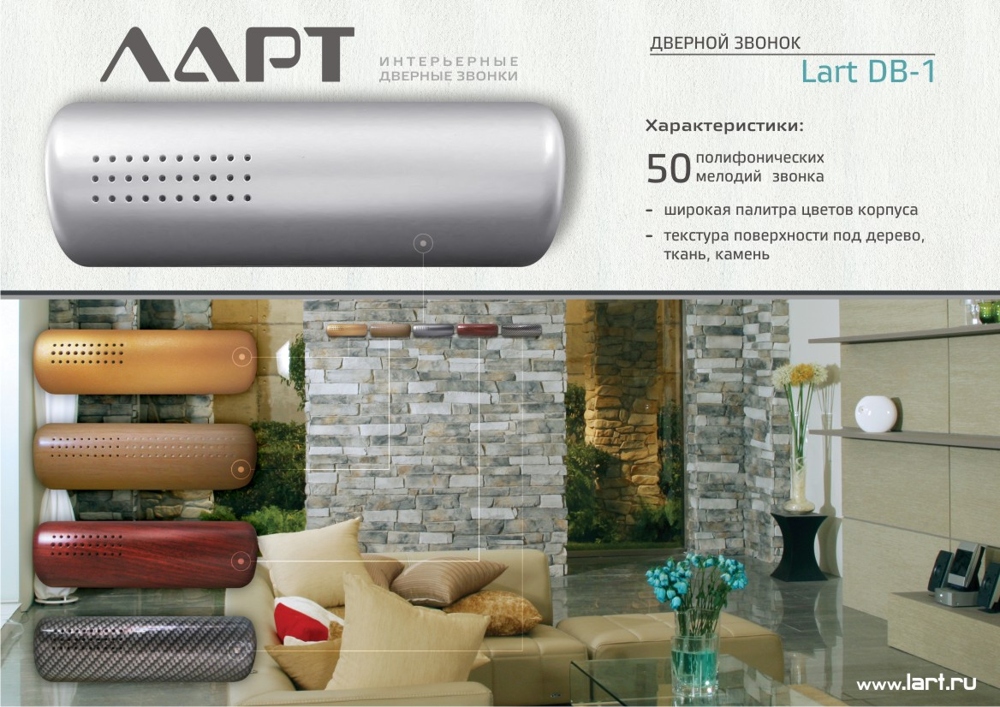 ЛАРТ
ИНТЕРЬЕРНЫЕ
ДВЕРНЫЕ ЗВОНКИ
ДВЕРНОЙ ЗВОНОК
Lart DB-1
Характеристики:
50 полифонических
мелодий звонка
- широкая палитра цветов корпуса
- текстура поверхности под дерево,
ткань, камень
www.lart.ru